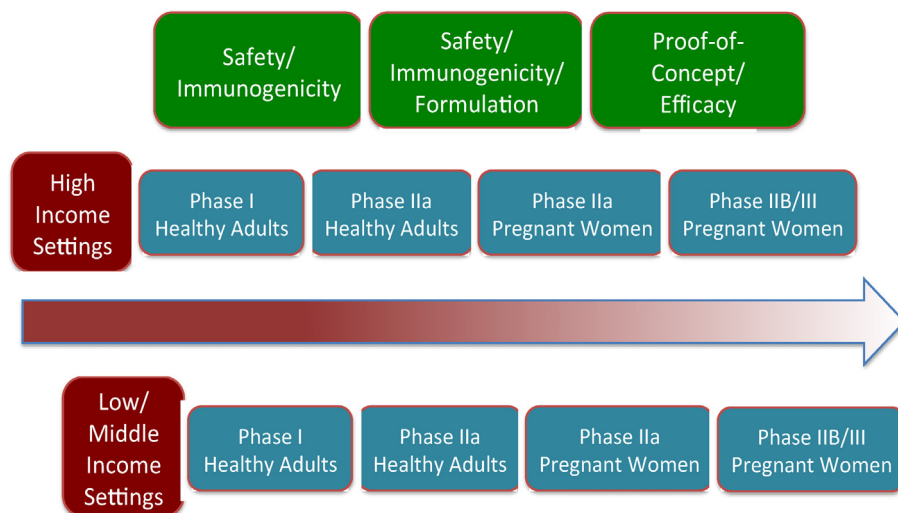 Safety/
Immunogenicity
Safety/
Immunogenicity/
Formulation
Proof-of-
Concept/
Efficacy
High
Income
Settings
Phase I
Healthy Adults
Phase IIa
Healthy Adults
Phase IIa
Pregnant Women
Phase IIB/III
Pregnant Women
Low/
Middle
Income
Settings
Phase I
Healthy Adults
Phase IIa
Healthy Adults
Phase IIa
Pregnant Women
Phase IIB/III
Pregnant Women